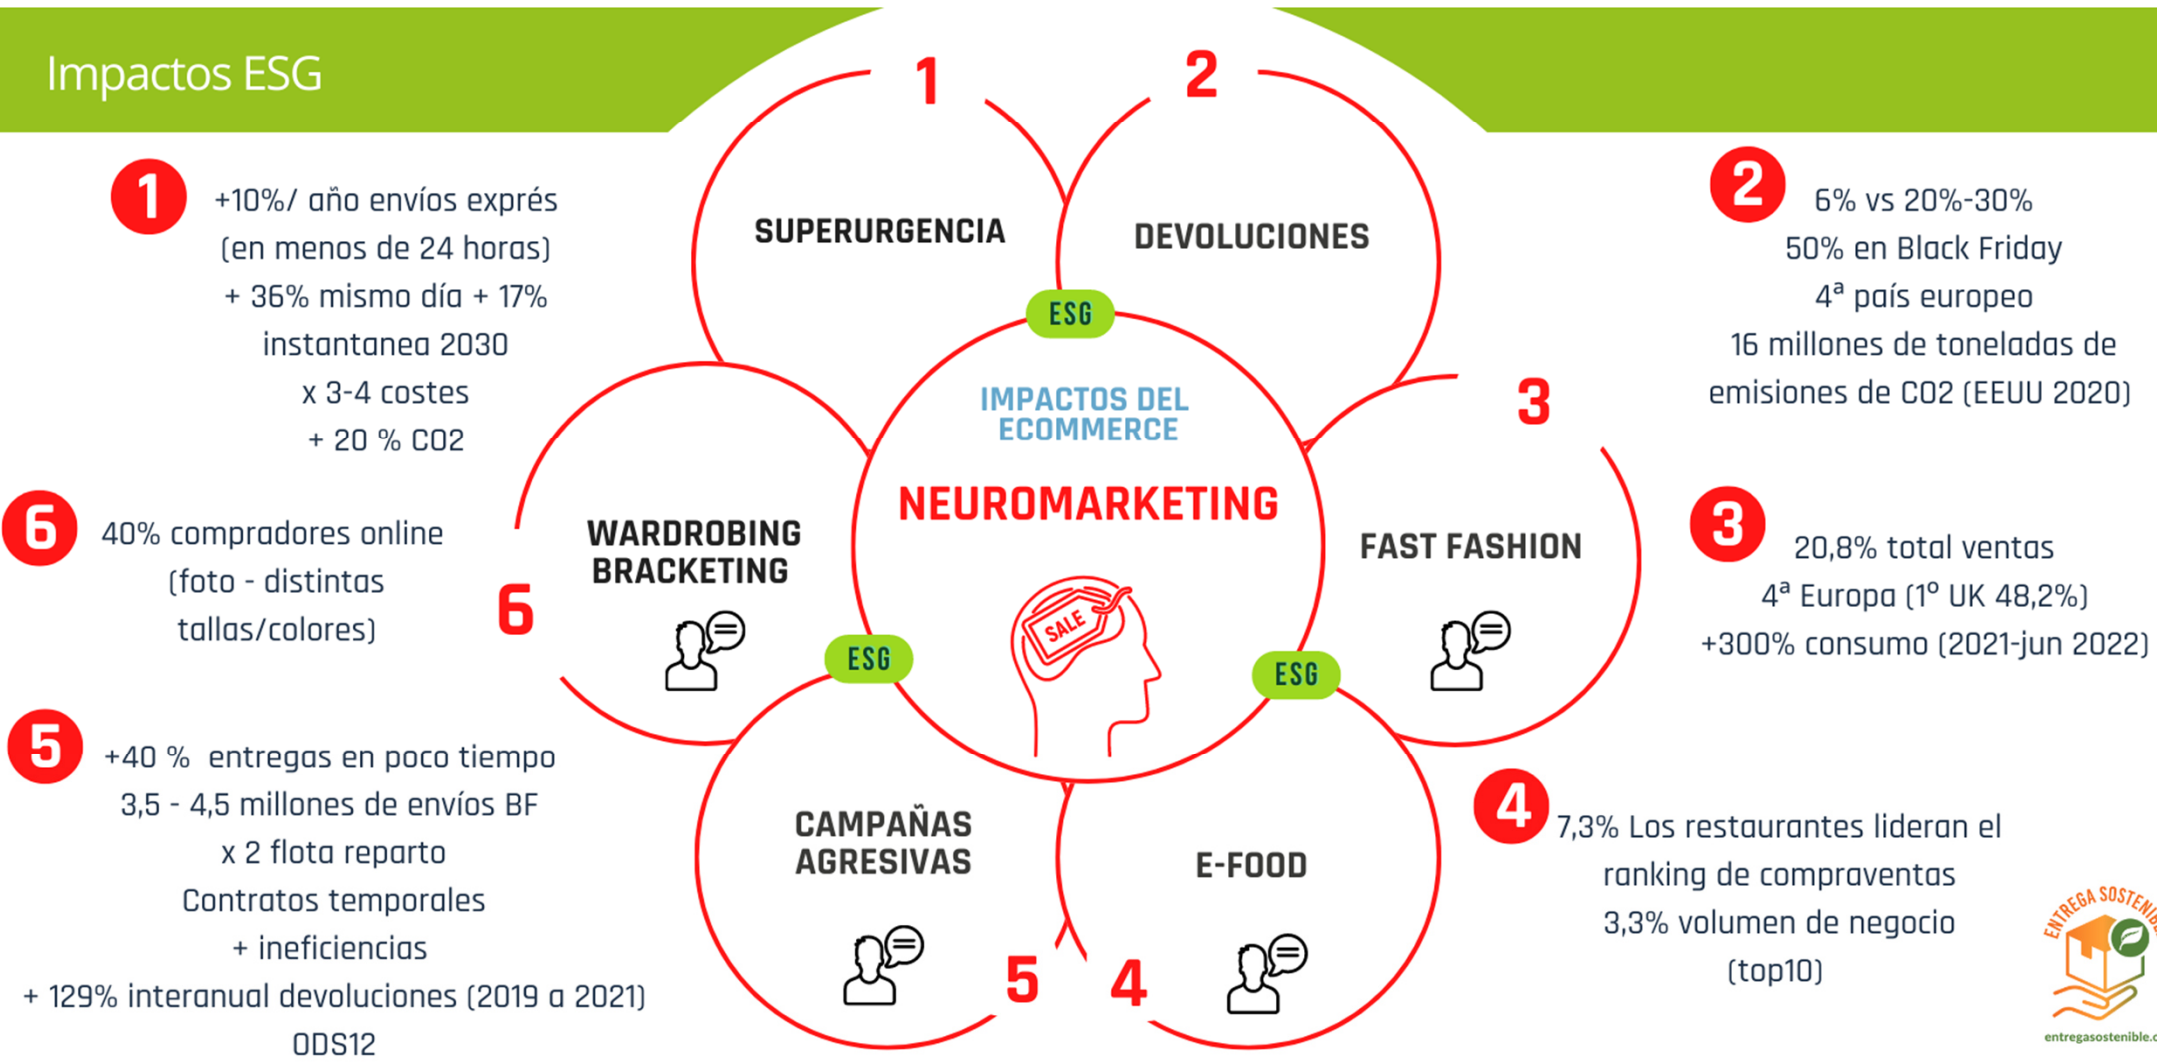 Impactos ESG
1
+10%/ año envíos exprés
(en menos de 24 horas)
+ 36% mismo día + 17%
instantanea 2030
x 3-4 costes
+ 20 % CO2
6
40% compradores online
(foto - distintas
tallas/colores)
5
+40 %  entregas en poco tiempo
3,5 - 4,5 millones de envíos BF
x 2 flota reparto
Contratos temporales
+ ineficiencias
+ 129% interanual devoluciones (2019 a 2021)
ODS12
1
SUPERURGENCIA
2
DEVOLUCIONES
ESG
IMPACTOS DEL
ECOMMERCE
NEUROMARKETING
SALE
3
FAST FASHION
WARDROBING
BRACKETING
6
ESG
ESG
CAMPAÑAS
AGRESIVAS
5
E-FOOD
4
2
6% vs 20%-30%
50% en Black Friday
4ª país europeo
16 millones de toneladas de
emisiones de CO2 (EEUU 2020)
3
20,8% total ventas
4ª Europa (1º UK 48,2%)
+300% consumo (2021-jun 2022)
4
7,3% Los restaurantes lideran el
ranking de compraventas
3,3% volumen de negocio
(top10)
ENTREGA SOSTENIB
entregasostenible.c